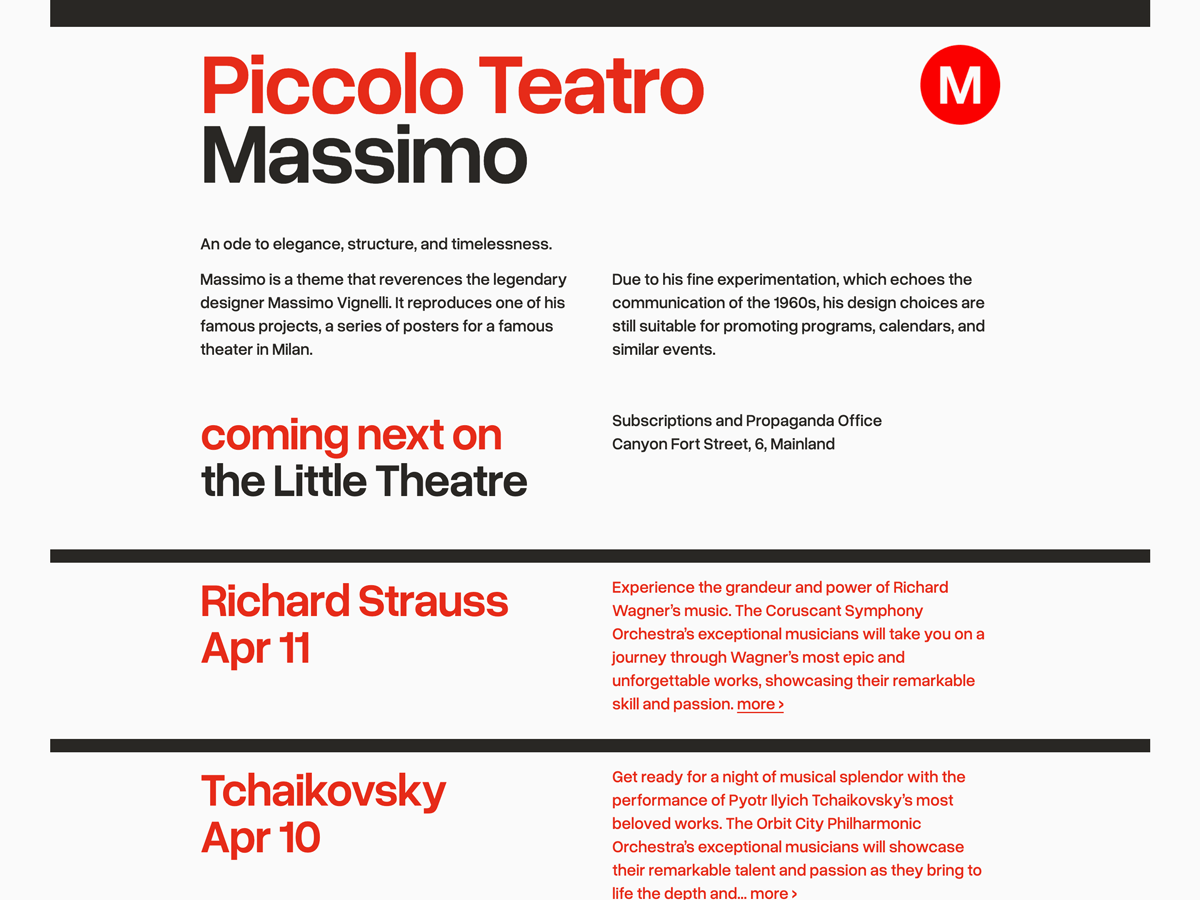 Piccolo Teatro
Massimo
M
An ode to elegance, structure, and timelessness.
Massimo is a theme that reverences the legendary
designer Massimo Vignelli. It reproduces one of his
famous projects, a series of posters for a famous
theater in Milan.
Due to his fine experimentation, which echoes the
communication of the 1960s, his design choices are
still suitable for promoting programs, calendars, and
similar events.
coming next on
the Little Theatre
Subscriptions and Propaganda Office
Canyon Fort Street, 6, Mainland
Richard Strauss
Apr 11
Experience the grandeur and power of Richard
Wagner’s music. The Coruscant Symphony
Orchestra’s exceptional musicians will take you on a
journey through Wagner’s most epic and
unforgettable works, showcasing their remarkable
skill and passion. more ›
Tchaikovsky
Apr 10
Get ready for a night of musical splendor with the
performance of Pyotr Ilyich Tchaikovsky’s most
beloved works. The Orbit City Philharmonic
Orchestra’s exceptional musicians will showcase
their remarkable talent and passion as they bring to
life the depth and... more ›